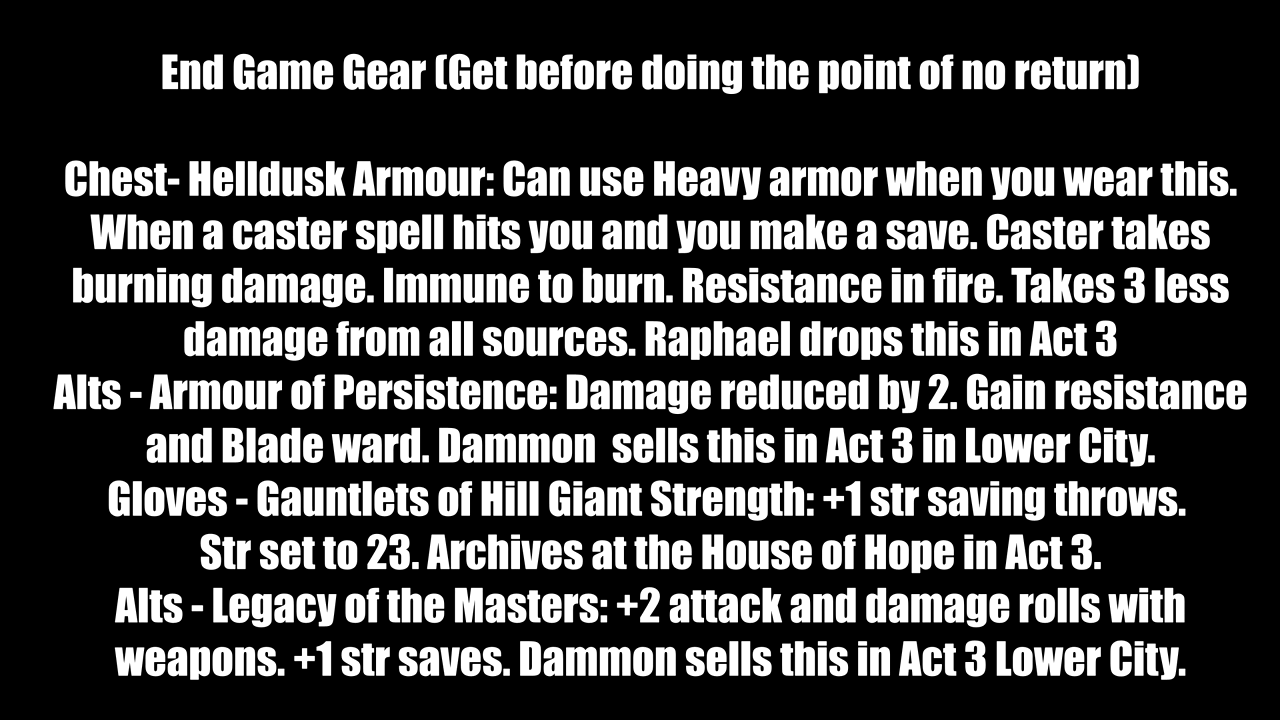 End Game Gear (Get before doing the point of no return)
Chest- Helldusk Armour: Can use Heavy armor when you wear this.
When a caster spell hits you and you make a save. Caster takes
burning damage. Immune to burn. Resistance in fire. Takes 3 less
damage from all sources. Raphael drops this in Act 3
Alts - Armour of Persistence: Damage reduced by 2. Gain resistance
and Blade ward. Dammon  sells this in Act 3 in Lower City.
Gloves - Gauntlets of Hill Giant Strength: +1 str saving throws.
Str set to 23. Archives at the House of Hope in Act 3.
Alts - Legacy of the Masters: +2 attack and damage rolls with
weapons. +1 str saves. Dammon sells this in Act 3 Lower City.